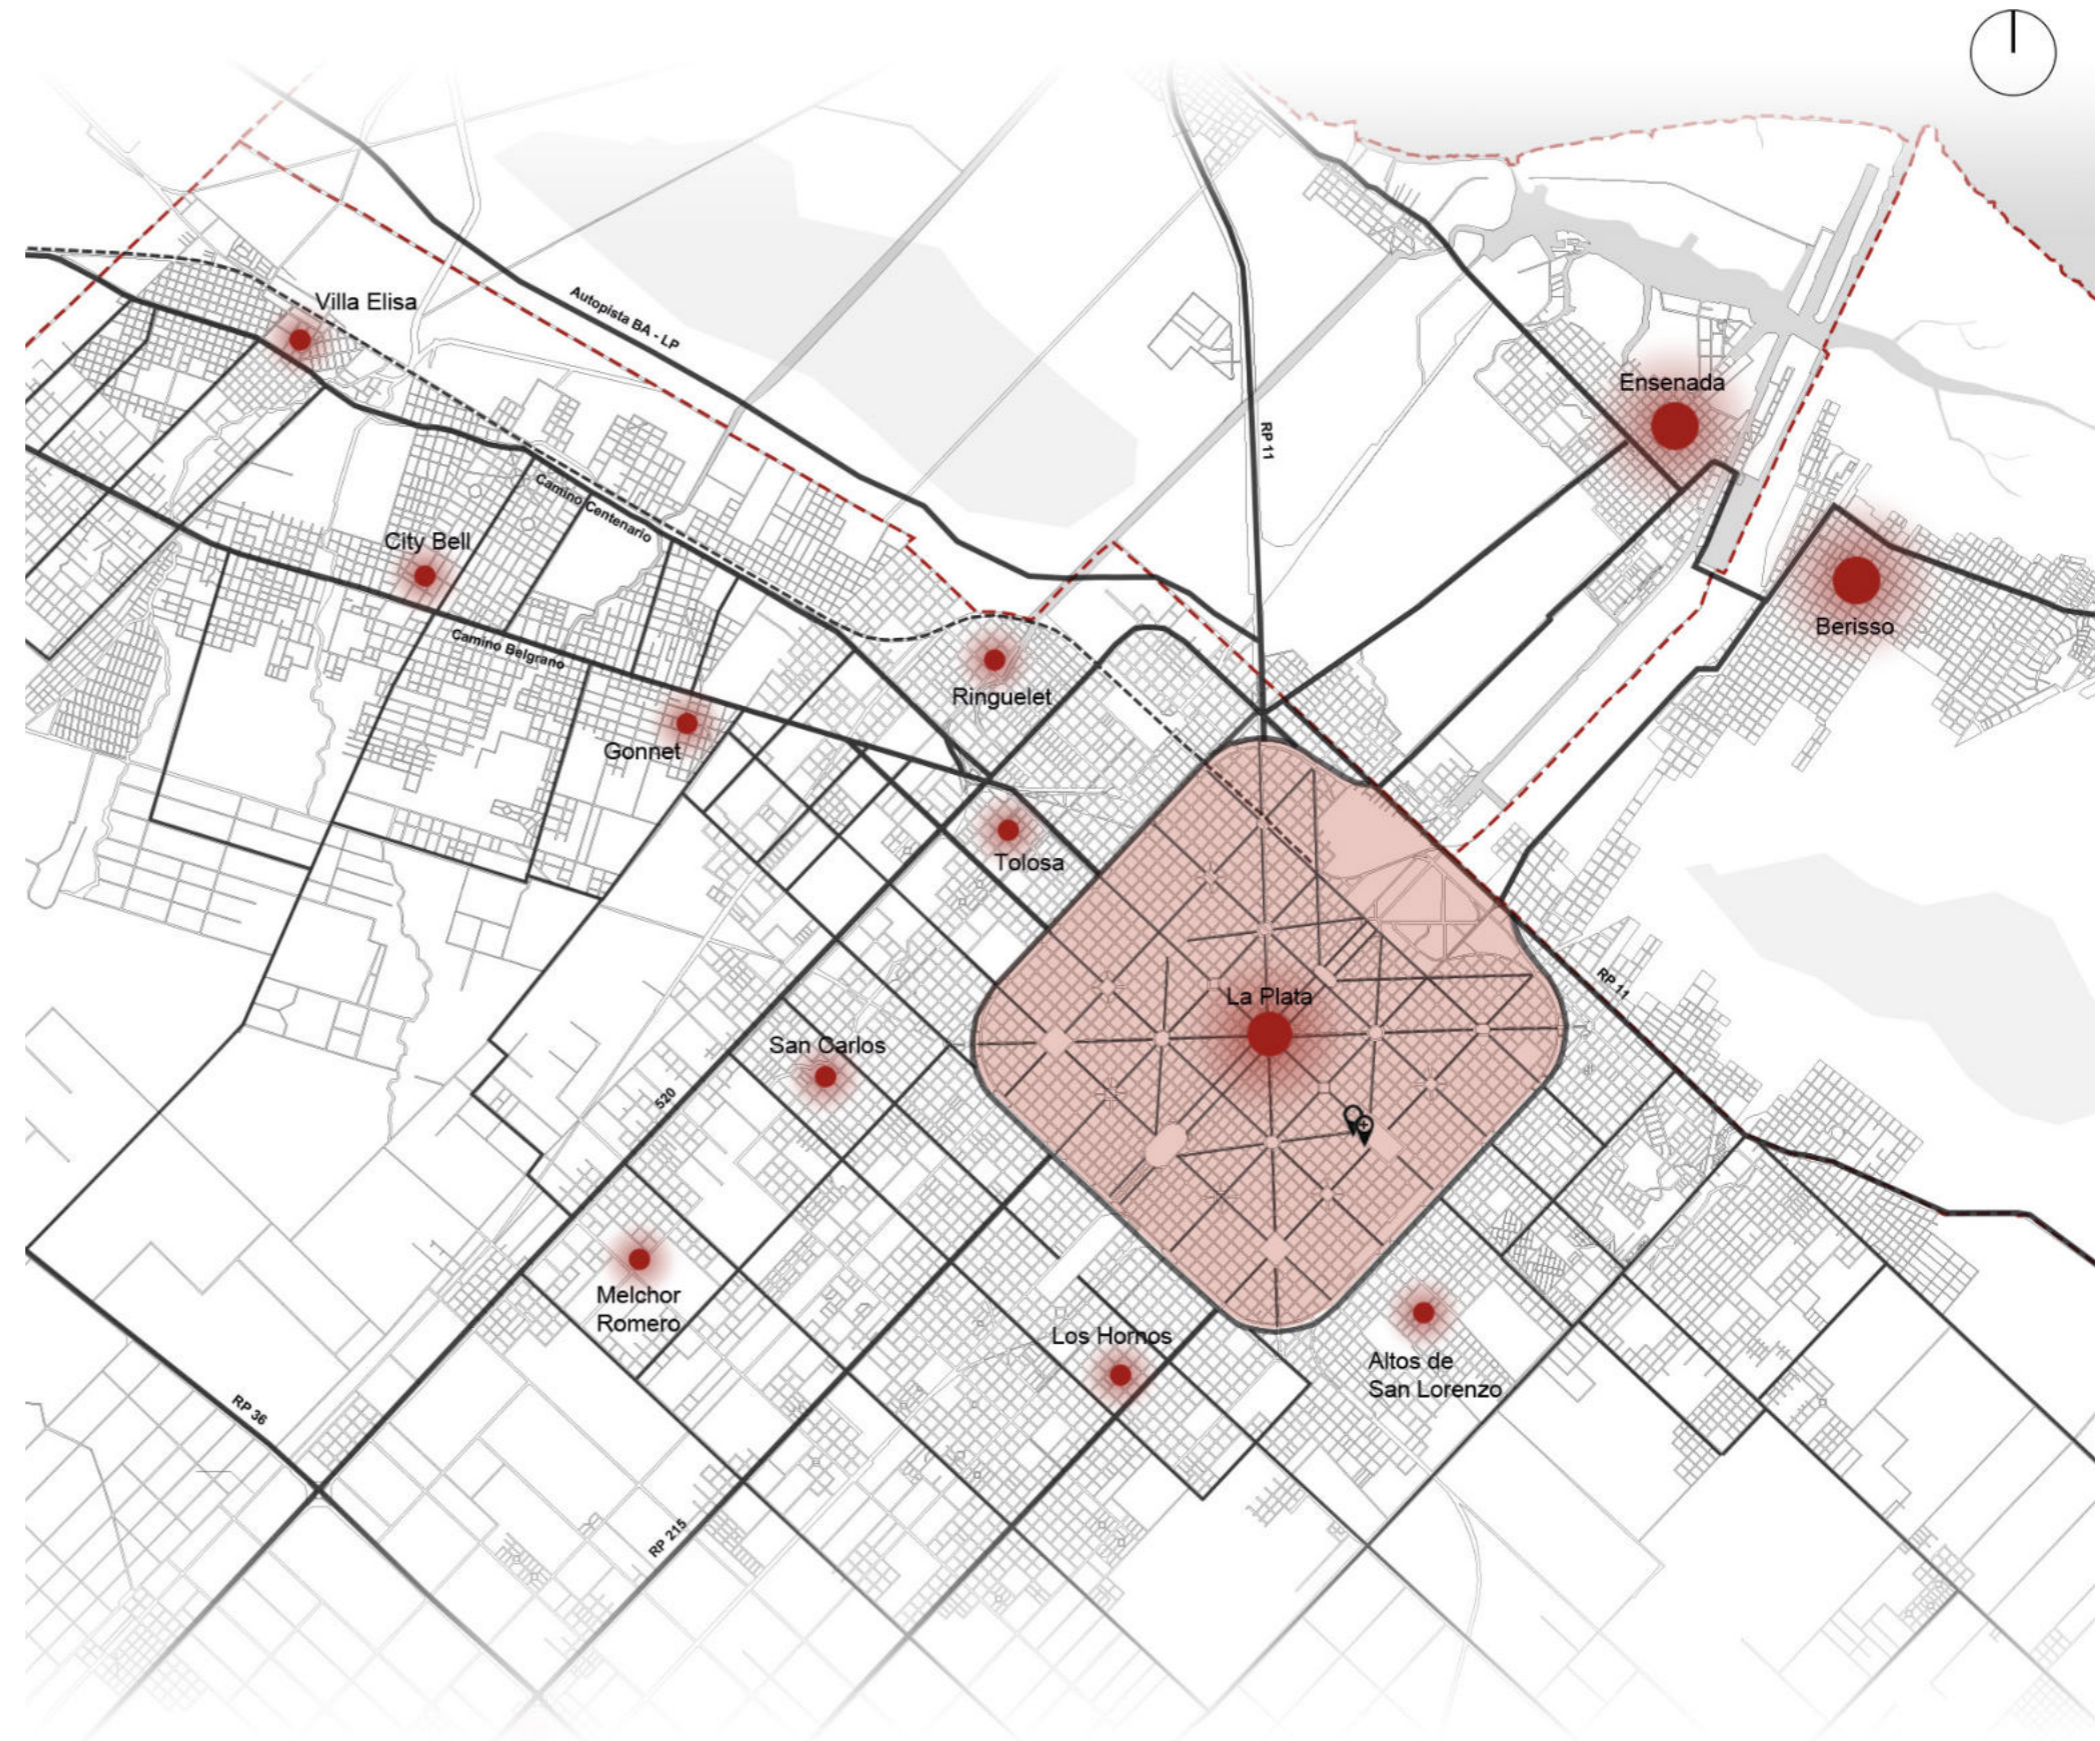 Villa Elisa
Autopista BA - LP
Ensenada
RP 11
Camino Centenario
City Bell
Berisso
Camino Belgrano
Ringuelet
Gonnet
Tolosa
La Plata
RP 11
San Carlos
520
Melchor
Romero
Los Hornos
Altos de
San Lorenzo
RP 36
RP 215